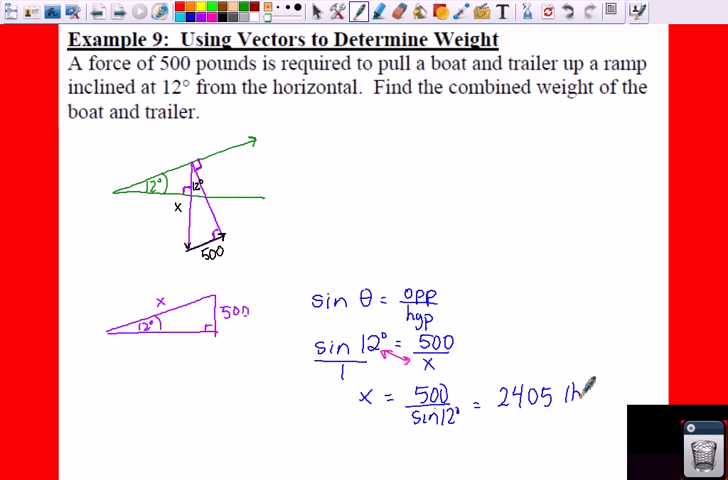 Example 9: Using Vectors to Determine Weight
A force of 500 pounds is required to pull a boat and trailer up a ramp
inclined at 12° from the horizontal. Find the combined weight of the
boat and trailer.
12°
12°
x
500
x
12°
500
sin θ = opp/hyp
sin 12°/1 = 500/x
x = 500/sin12° = 2405 lb